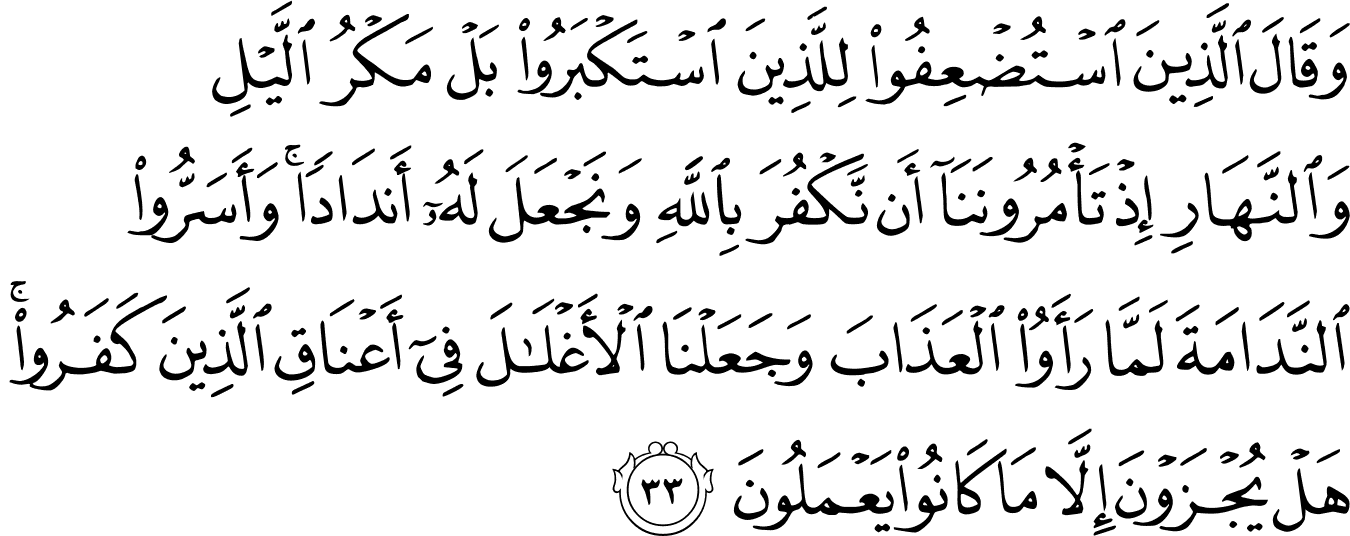 وَقَالَ ٱلَّذِينَ ٱسْتُضْعِفُوا۟ لِلَّذِينَ ٱسْتَكْبَرُوا۟ بَلْ مَكْرُ ٱلَّيْلِ
وَٱلنَّهَارِ إِذْ تَأْمُرُونَنَآ أَن نَّكْفُرَ بِٱللَّهِ وَنَجْعَلَ لَهُۥٓ أَندَادًا ۚ وَأَسَرُّوا۟
ٱلنَّدَامَةَ لَمَّا رَأَوُا۟ ٱلْعَذَابَ وَجَعَلْنَا ٱلْأَغْلَـٰلَ فِىٓ أَعْنَاقِ ٱلَّذِينَ كَفَرُوا۟ ۚ
هَلْ يُجْزَوْنَ إِلَّا مَا كَانُوا۟ يَعْمَلُونَ ٣٣